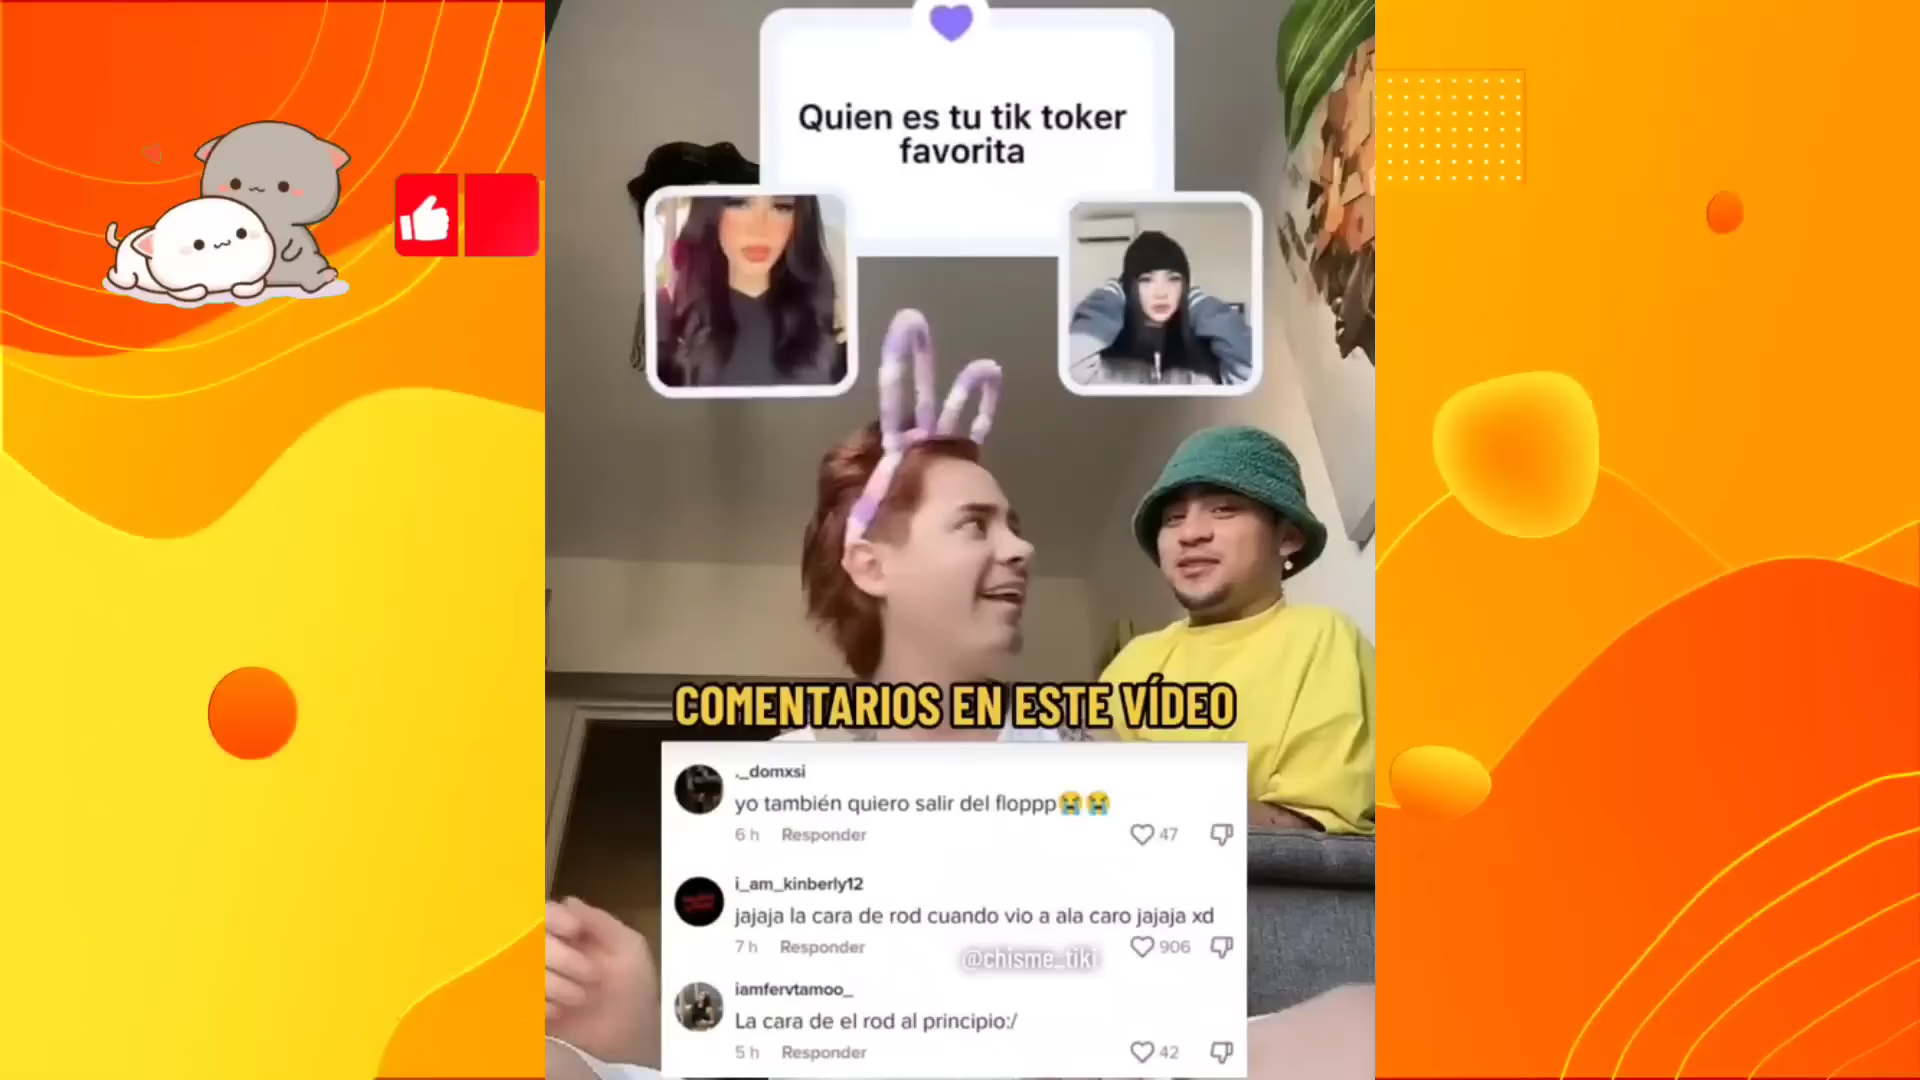 Quien es tu tik toker
favorita
COMENTARIOS EN ESTE VÍDEO
._domxsi
yo también quiero salir del floppp😭😭
6 h Responder 47
i_am_kinberly12
jajaja la cara de rod cuando vio a ala caro jajaja xd
7 h Responder 906
@chisme_tiki
iamfervtamoo_
La cara de el rod al principio:/
5 h Responder 42